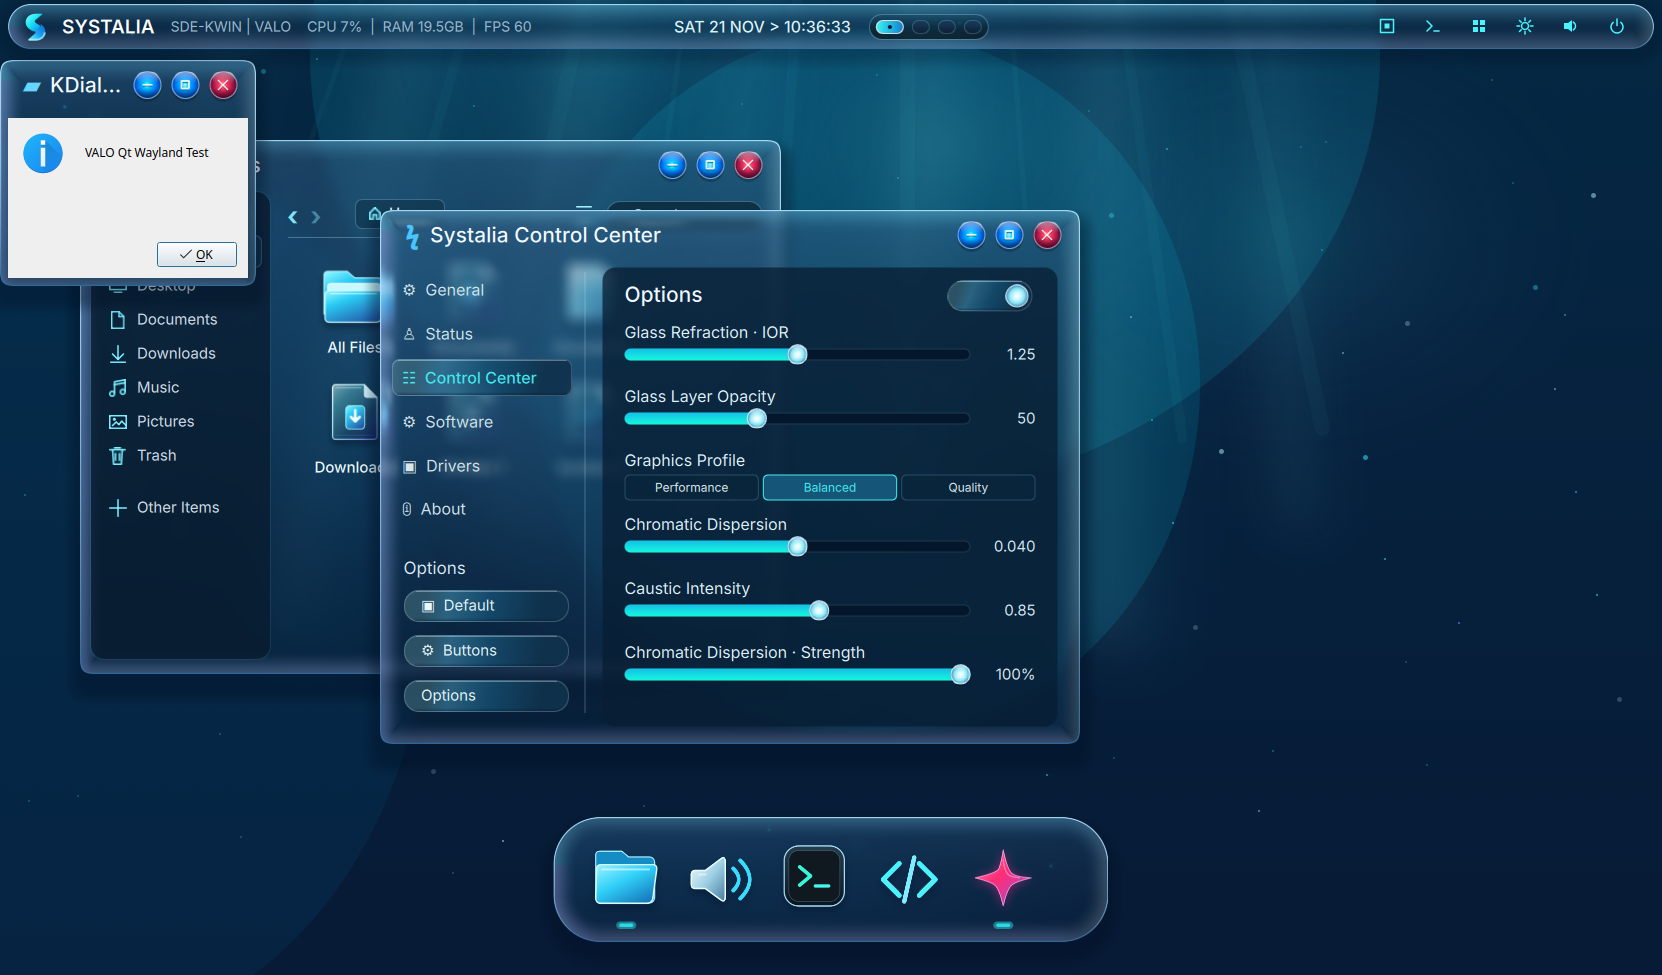 SYSTALIA SDE-KWIN | VALO CPU 7% | RAM 19.5GB | FPS 60 SAT 21 NOV > 10:36:33
KDial...
VALO Qt Wayland Test
OK
Desktop
Documents
Downloads
Music
Pictures
Trash
Other Items
All Files
Downloa
Systalia Control Center
General
Status
Control Center
Software
Drivers
About
Options
Default
Buttons
Options
Options
Glass Refraction · IOR
1.25
Glass Layer Opacity
50
Graphics Profile
Performance Balanced Quality
Chromatic Dispersion
0.040
Caustic Intensity
0.85
Chromatic Dispersion · Strength
100%